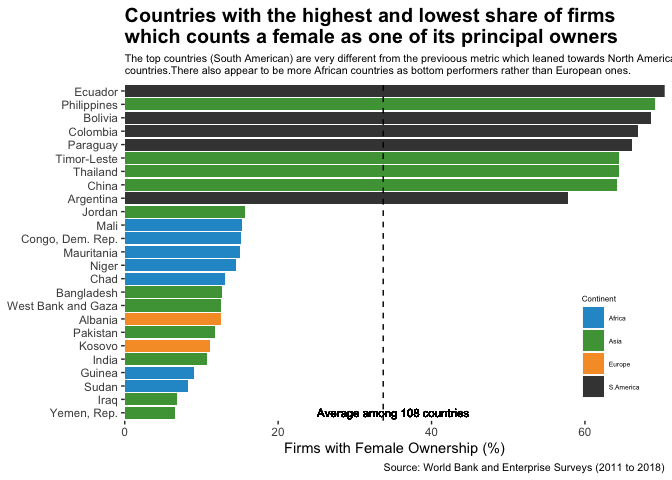 Countries with the highest and lowest share of firms
which counts a female as one of its principal owners
The top countries (South American) are very different from the previouis metric which leaned towards North America
countries.There also appear to be more African countries as bottom performers rather than European ones.
Ecuador
Philippines
Bolivia
Colombia
Paraguay
Timor-Leste
Thailand
China
Argentina
Jordan
Mali
Congo, Dem. Rep.
Mauritania
Niger
Chad
Bangladesh
West Bank and Gaza
Albania
Pakistan
Kosovo
India
Guinea
Sudan
Iraq
Yemen, Rep.
Continent
Africa
Asia
Europe
S.America
Average among 108 countries
0 20 40 60
Firms with Female Ownership (%)
Source: World Bank and Enterprise Surveys (2011 to 2018)